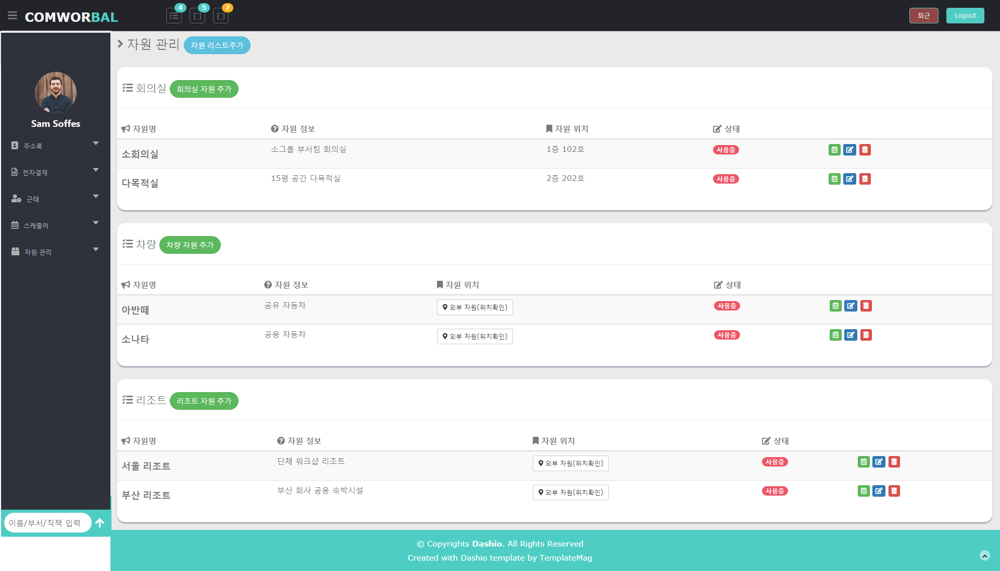 COMWORBAL
4
5
7
퇴근
Logout
Sam Soffes
주소록
전자결재
근태
스케줄러
자원 관리
이름/부서/직책 입력
자원 관리 자원 리스트추가
회의실 회의실 자원 추가
자원명 자원 정보 자원 위치 상태
소회의실 소그룹 부서팀 회의실 1층 102호 사용중
다목적실 15평 공간 다목적실 2층 202호 사용중
차량 차량 자원 추가
자원명 자원 정보 자원 위치 상태
아반떼 공유 자동차 외부 자원(위치확인) 사용중
소나타 공용 자동차 외부 자원(위치확인) 사용중
리조트 리조트 자원 추가
자원명 자원 정보 자원 위치 상태
서울 리조트 단체 워크샵 리조트 외부 자원(위치확인) 사용중
부산 리조트 부산 회사 공용 숙박시설 외부 자원(위치확인) 사용중
© Copyrights Dashio. All Rights Reserved
Created with Dashio template by TemplateMag